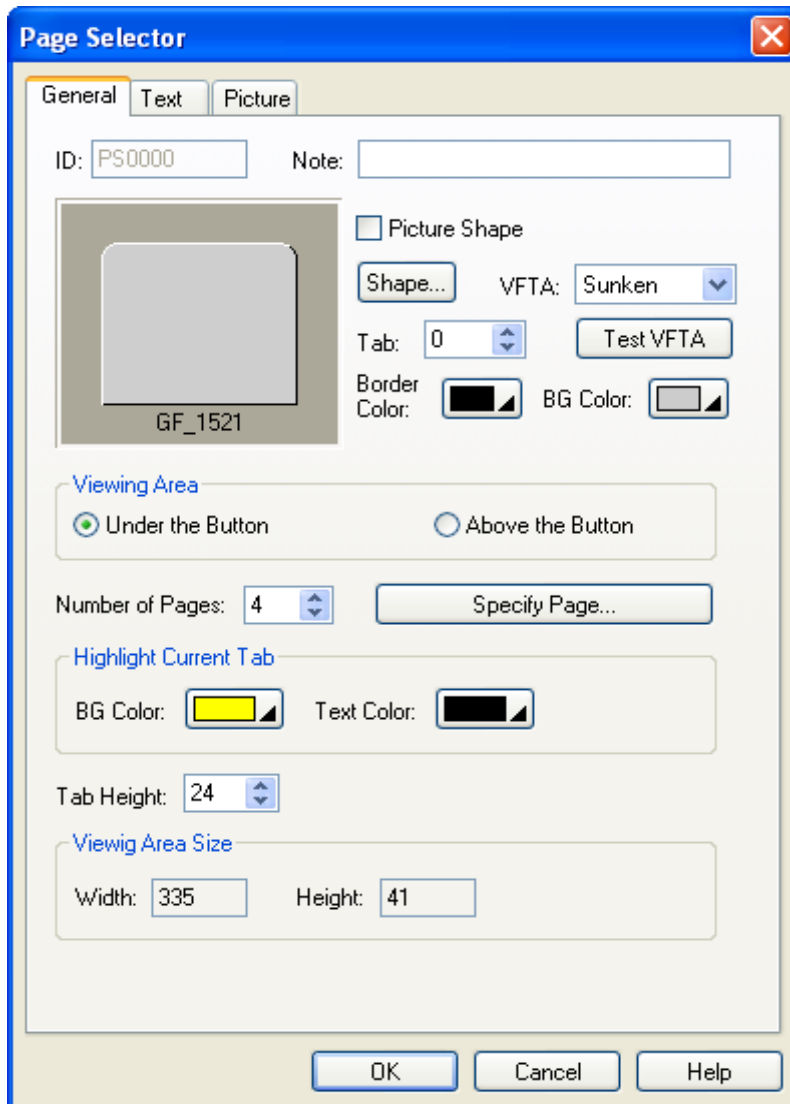 Page Selector
General Text Picture
ID: PS0000 Note:
Picture Shape
Shape... VFTA: Sunken
Tab: 0 Test VFTA
Border Color: BG Color:
GF_1521
Viewing Area
Under the Button Above the Button
Number of Pages: 4 Specify Page...
Highlight Current Tab
BG Color: Text Color:
Tab Height: 24
Viewig Area Size
Width: 335 Height: 41
OK Cancel Help